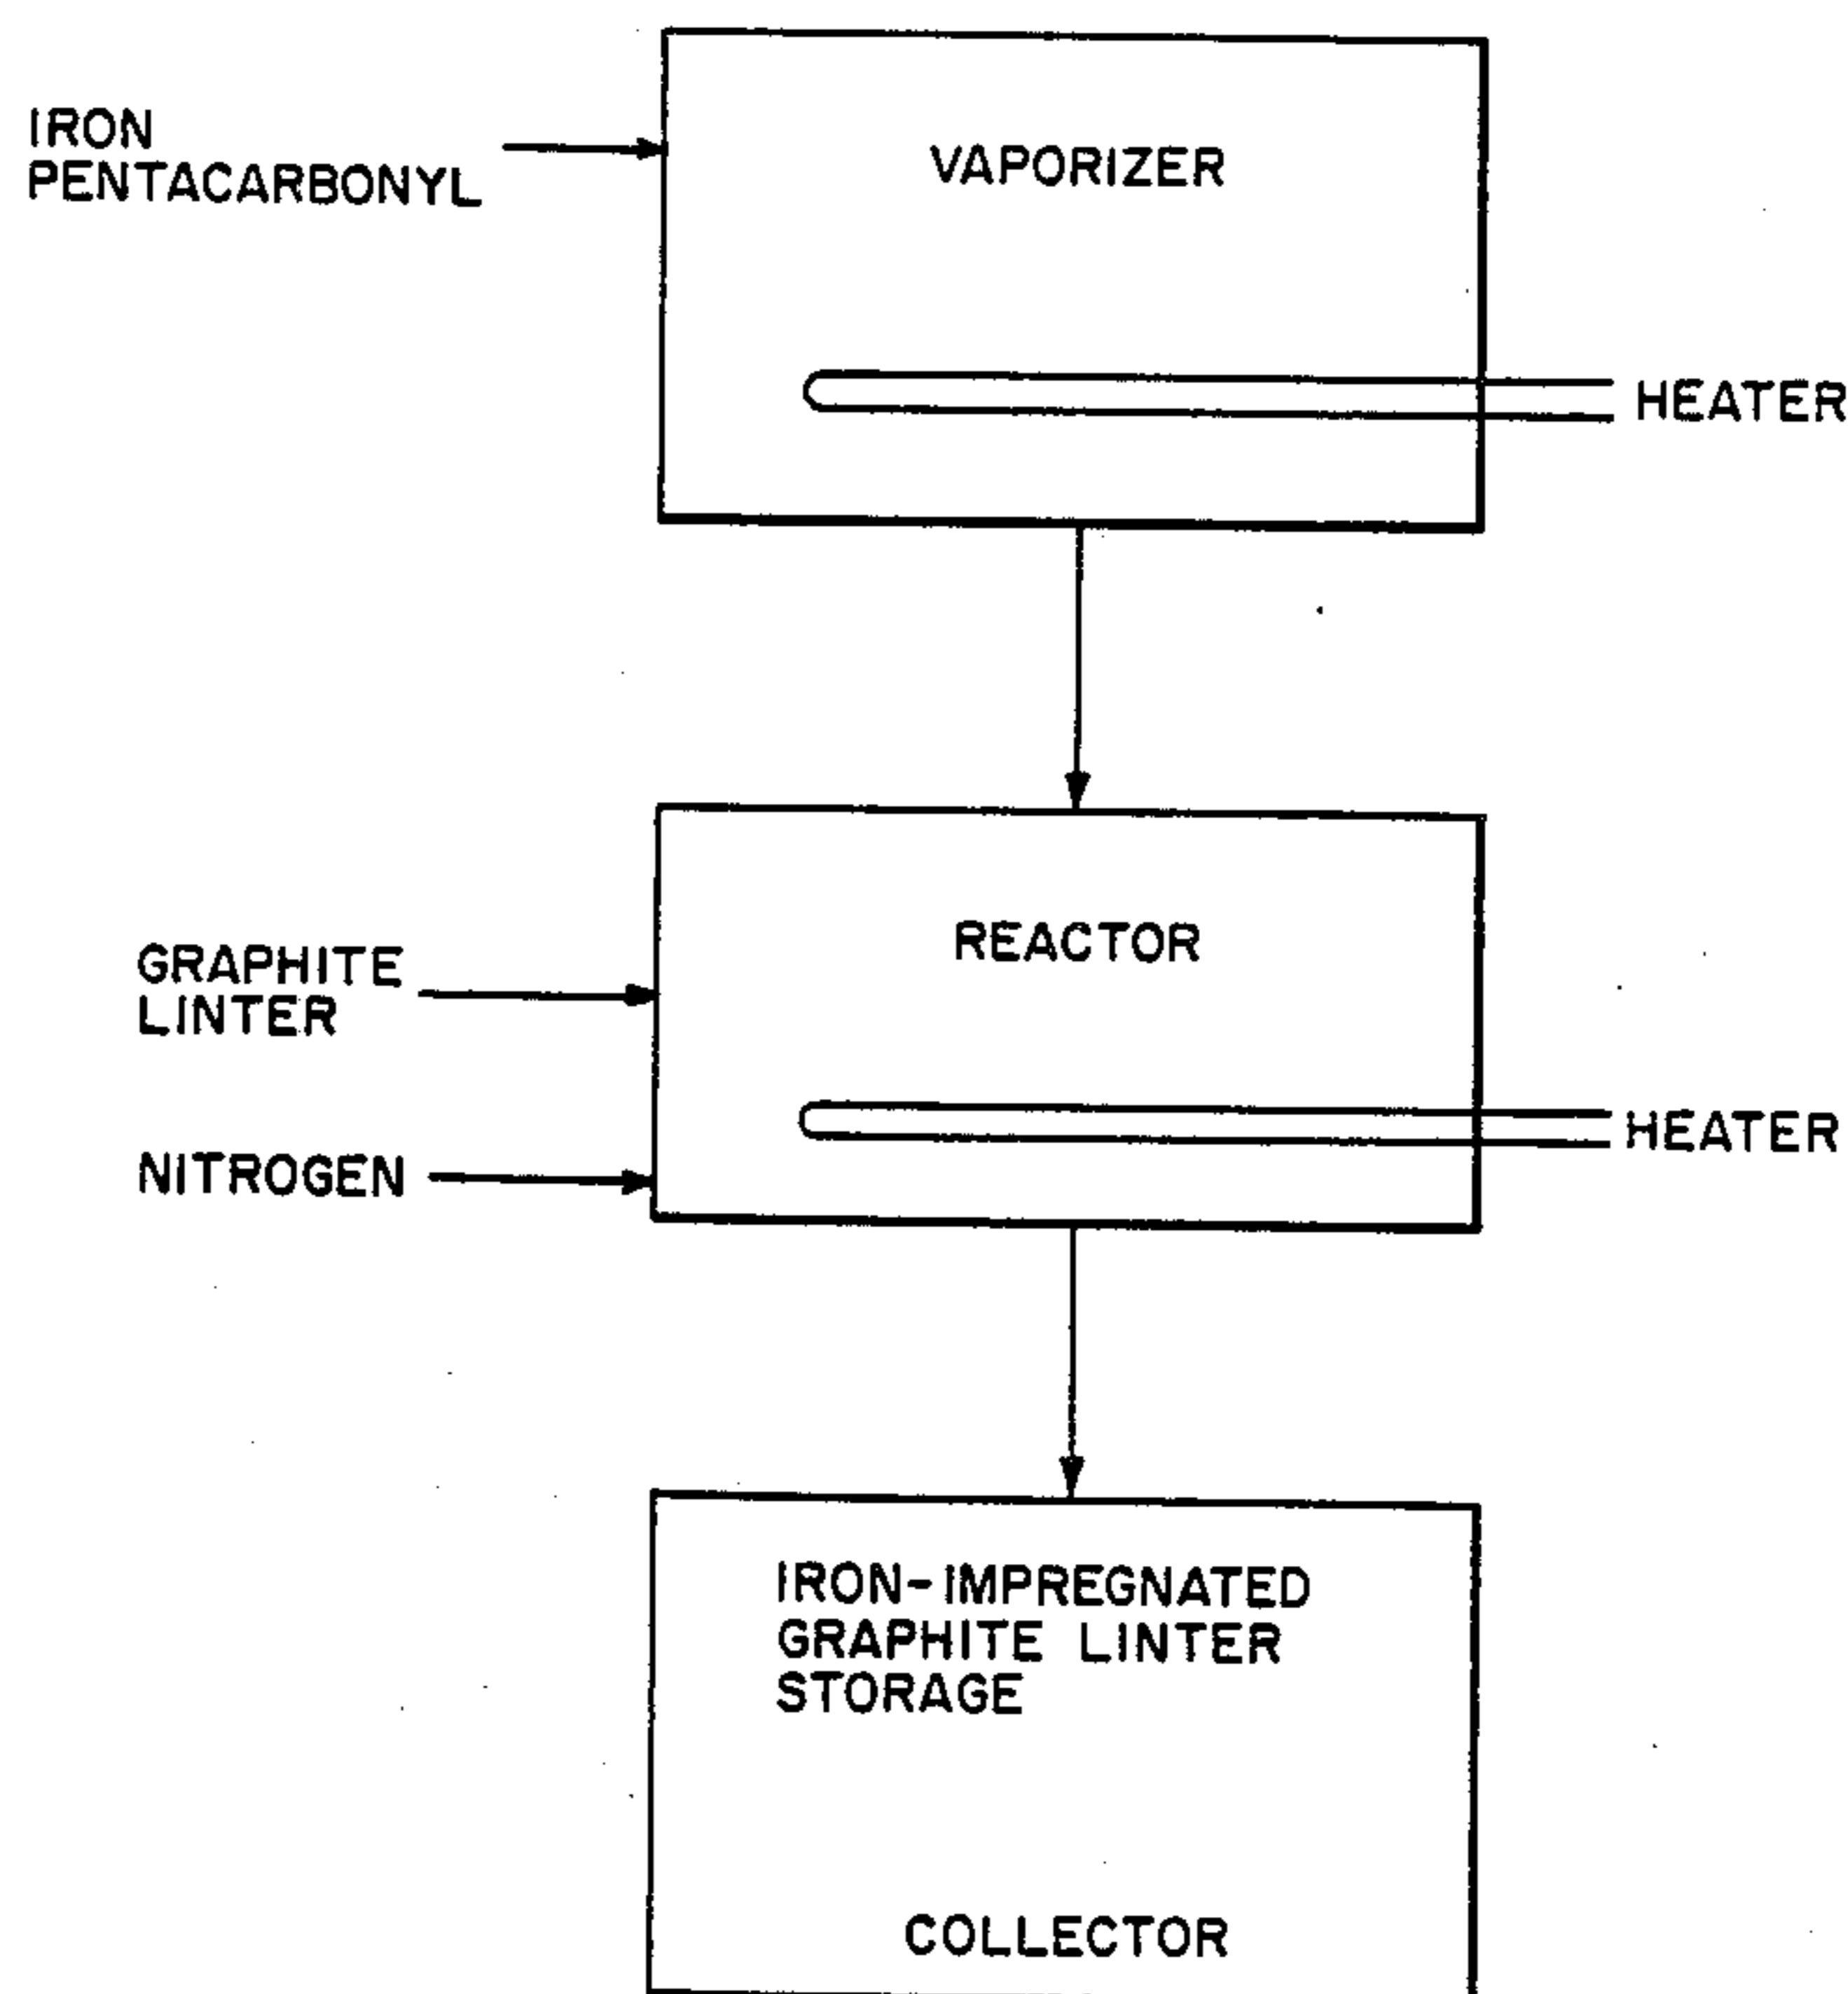 IRON
PENTACARBONYL
VAPORIZER
HEATER
GRAPHITE
LINTER
REACTOR
NITROGEN
HEATER
IRON-IMPREGNATED
GRAPHITE LINTER
STORAGE
COLLECTOR